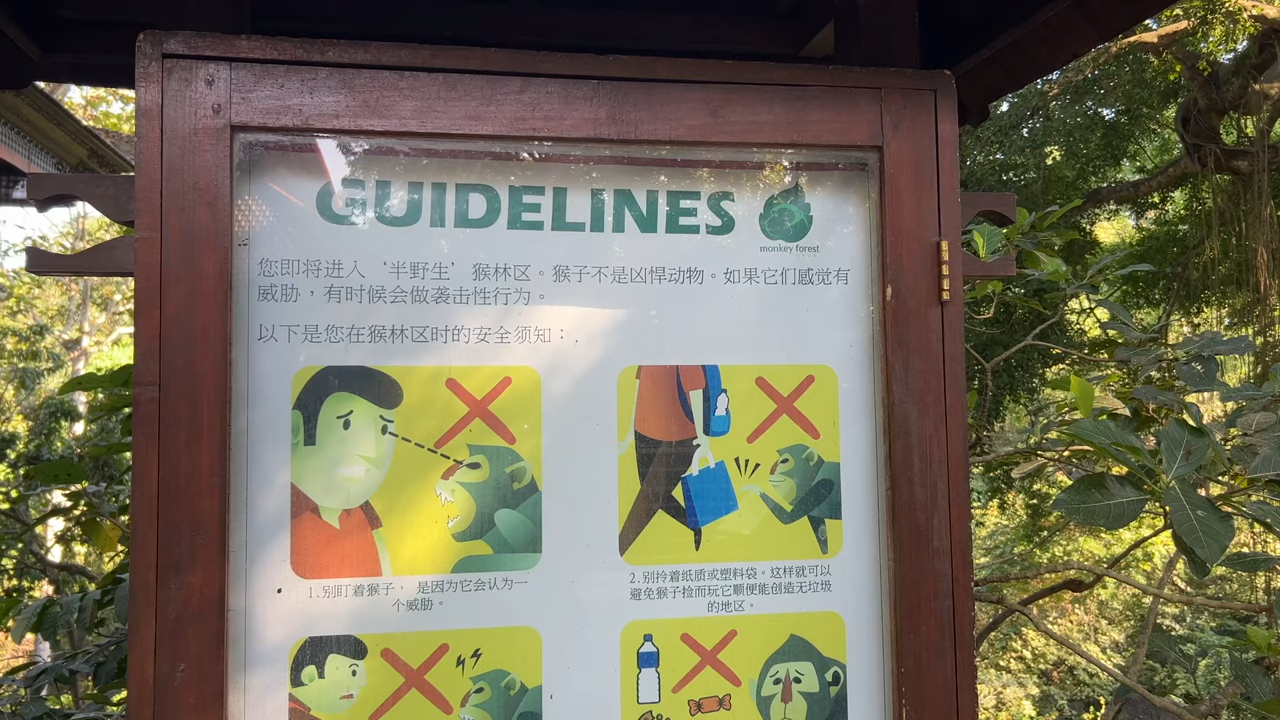 GUIDELINES
monkey forest
您即将进入‘半野生’猴林区。猴子不是凶悍动物。如果它们感觉有
威胁，有时候会做袭击性行为。
以下是您在猴林区时的安全须知：
1.别盯着猴子， 是因为它会认为一
个威胁。
2.别拎着纸质或塑料袋。这样就可以
避免猴子捡而玩它顺便能创造无垃圾
的地区。